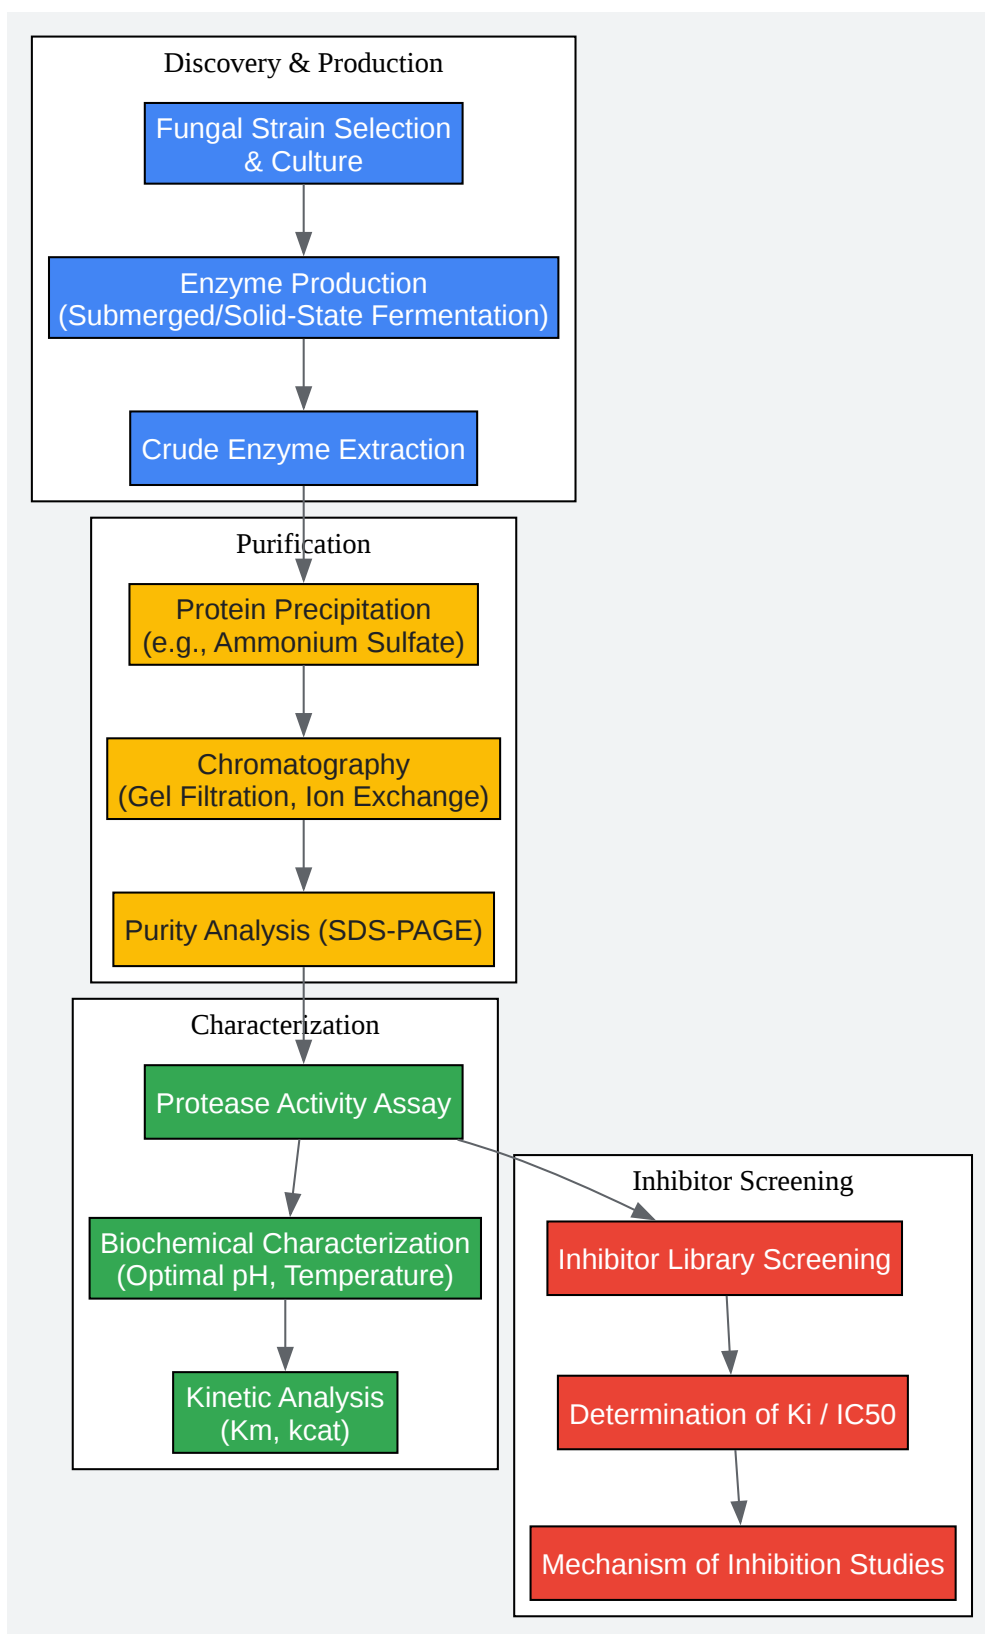 Discovery & Production
Fungal Strain Selection
& Culture
Enzyme Production
(Submerged/Solid-State Fermentation)
Crude Enzyme Extraction
Purification
Protein Precipitation
(e.g., Ammonium Sulfate)
Chromatography
(Gel Filtration, Ion Exchange)
Purity Analysis (SDS-PAGE)
Characterization
Protease Activity Assay
Biochemical Characterization
(Optimal pH, Temperature)
Kinetic Analysis
(Km, kcat)
Inhibitor Screening
Inhibitor Library Screening
Determination of Ki / IC50
Mechanism of Inhibition Studies